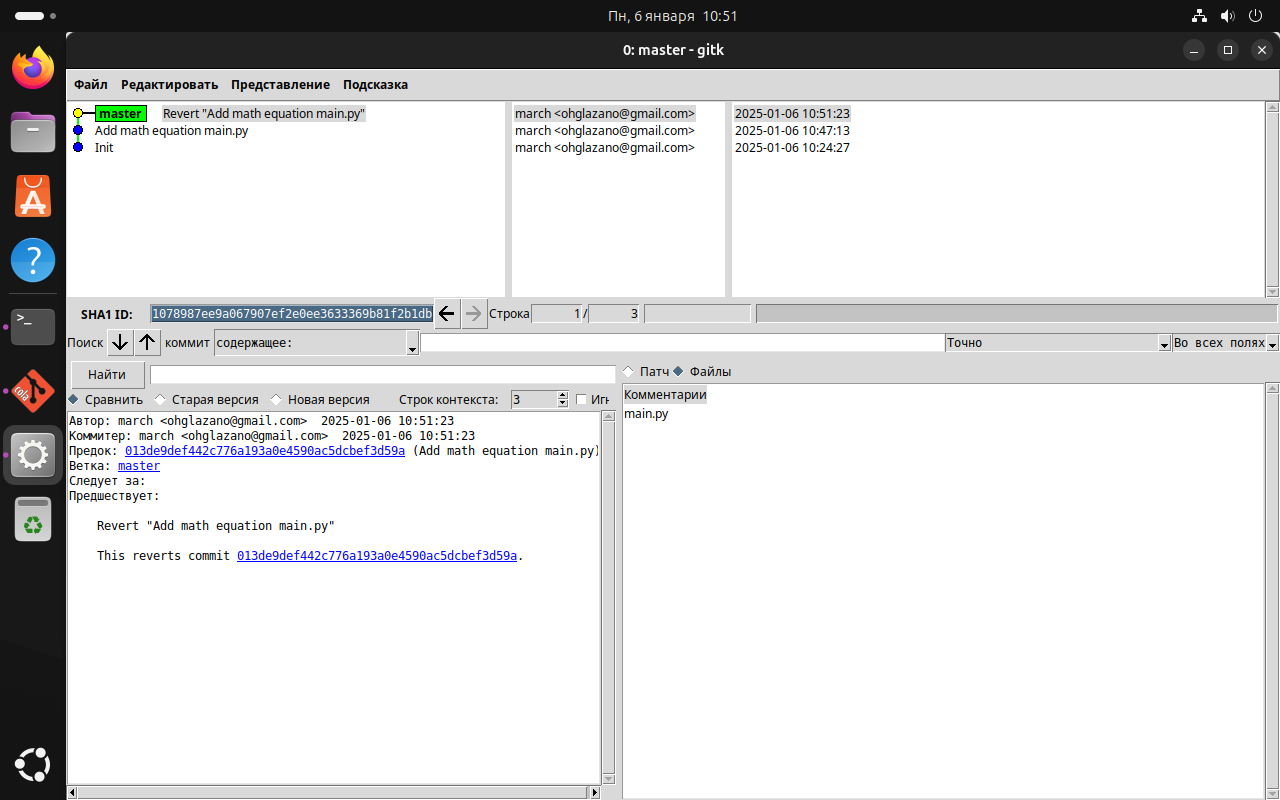 Пн, 6 января 10:51
0: master - gitk
Файл Редактировать Представление Подсказка
master Revert "Add math equation main.py" march <ohglazano@gmail.com> 2025-01-06 10:51:23
Add math equation main.py march <ohglazano@gmail.com> 2025-01-06 10:47:13
Init march <ohglazano@gmail.com> 2025-01-06 10:24:27
SHA1 ID: 1078987ee9a067907ef2e0ee3633369b81f2b1db Строка 1 / 3
Поиск коммит содержащее: Точно Во всех полях
Найти
Патч Файлы
Сравнить Старая версия Новая версия Строк контекста: 3 Игн
Комментарии
main.py
Автор: march <ohglazano@gmail.com> 2025-01-06 10:51:23
Коммитер: march <ohglazano@gmail.com> 2025-01-06 10:51:23
Предок: 013de9def442c776a193a0e4590ac5dcbef3d59a (Add math equation main.py)
Ветка: master
Следует за:
Предшествует:
Revert "Add math equation main.py"
This reverts commit 013de9def442c776a193a0e4590ac5dcbef3d59a.
cola